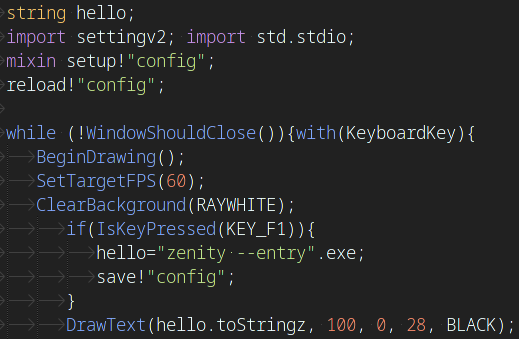 string hello;
import settingv2; import std.stdio;
mixin setup!"config";
reload!"config";
while (!WindowShouldClose()){with(KeyboardKey){
BeginDrawing();
SetTargetFPS(60);
ClearBackground(RAYWHITE);
if(IsKeyPressed(KEY_F1)){
hello="zenity --entry".exe;
save!"config";
}
DrawText(hello.toStringz, 100, 0, 28, BLACK);